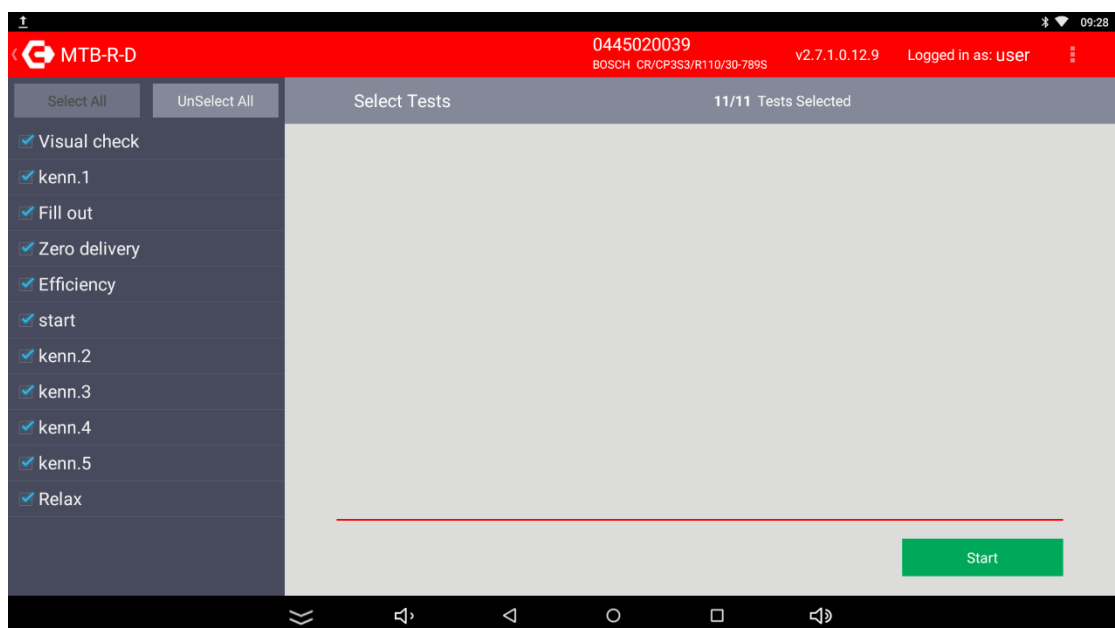 09:28
MTB-R-D
0445020039
BOSCH CR/CP3S3/R110/30-789S
v2.7.1.0.12.9
Logged in as: user
Select All
UnSelect All
Select Tests
11/11 Tests Selected
Visual check
kenn.1
Fill out
Zero delivery
Efficiency
start
kenn.2
kenn.3
kenn.4
kenn.5
Relax
Start